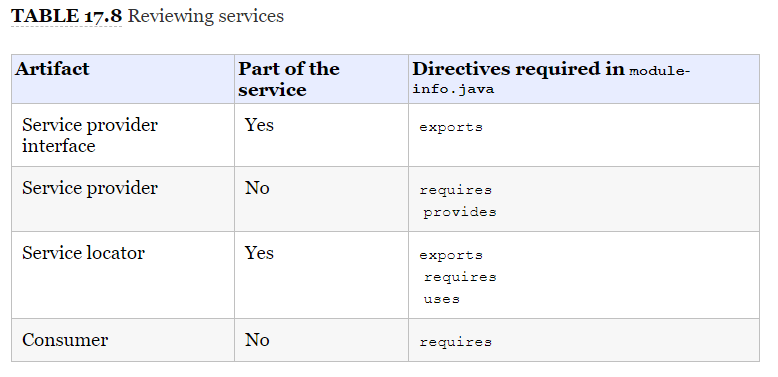 TABLE 17.8 Reviewing services
Artifact
Part of the
service
Directives required in module-
info.java
Service provider
interface
Yes
exports
Service provider
No
requires
provides
Service locator
Yes
exports
requires
uses
Consumer
No
requires